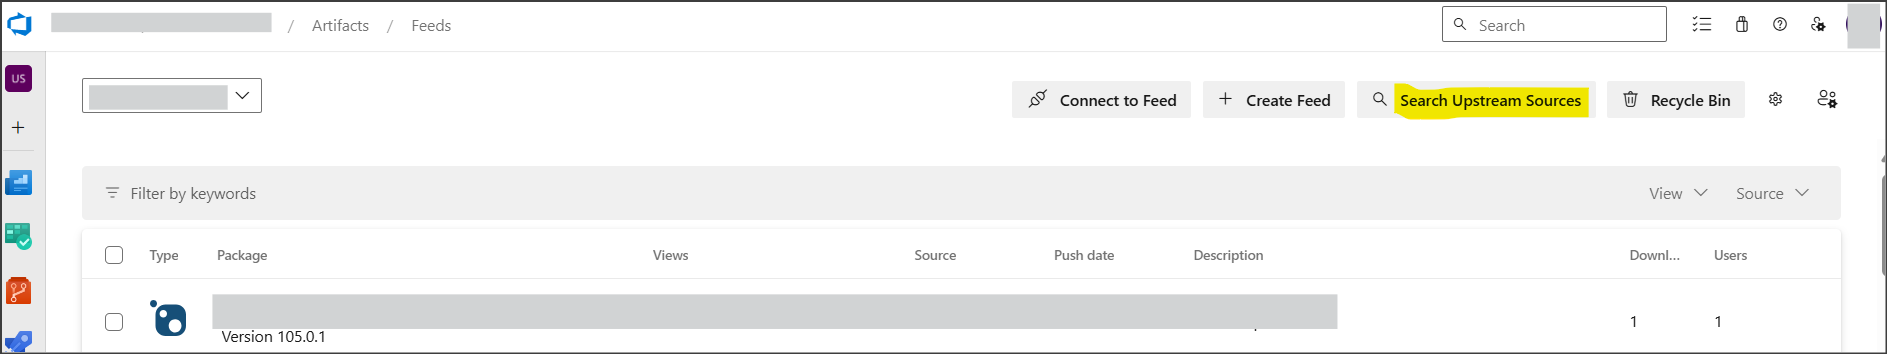 / Artifacts / Feeds
Search
US
Connect to Feed
Create Feed
Search Upstream Sources
Recycle Bin
Filter by keywords
View
Source
Type Package Views Source Push date Description Downl... Users
Version 105.0.1
1 1